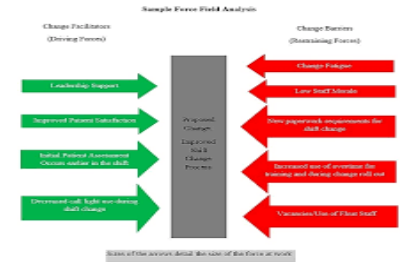 Sample Force Field Analysis
Change Facilitators
(Driving Forces)
Change Barriers
(Restraining Forces)
Change Fatigue
Leadership Support
Low Staff Morale
Improved Patient Satisfaction
Proposed
Change:
Improved
Shift
Change
Process
New paperwork requirements for
shift change
Initial Patient Assessment
Occurs earlier in the shift
Increased use of overtime for
training and during change roll out
Decreased call light use during
shift change
Vacancies/Use of Float Staff
Sizes of the arrows detail the size of the force at work